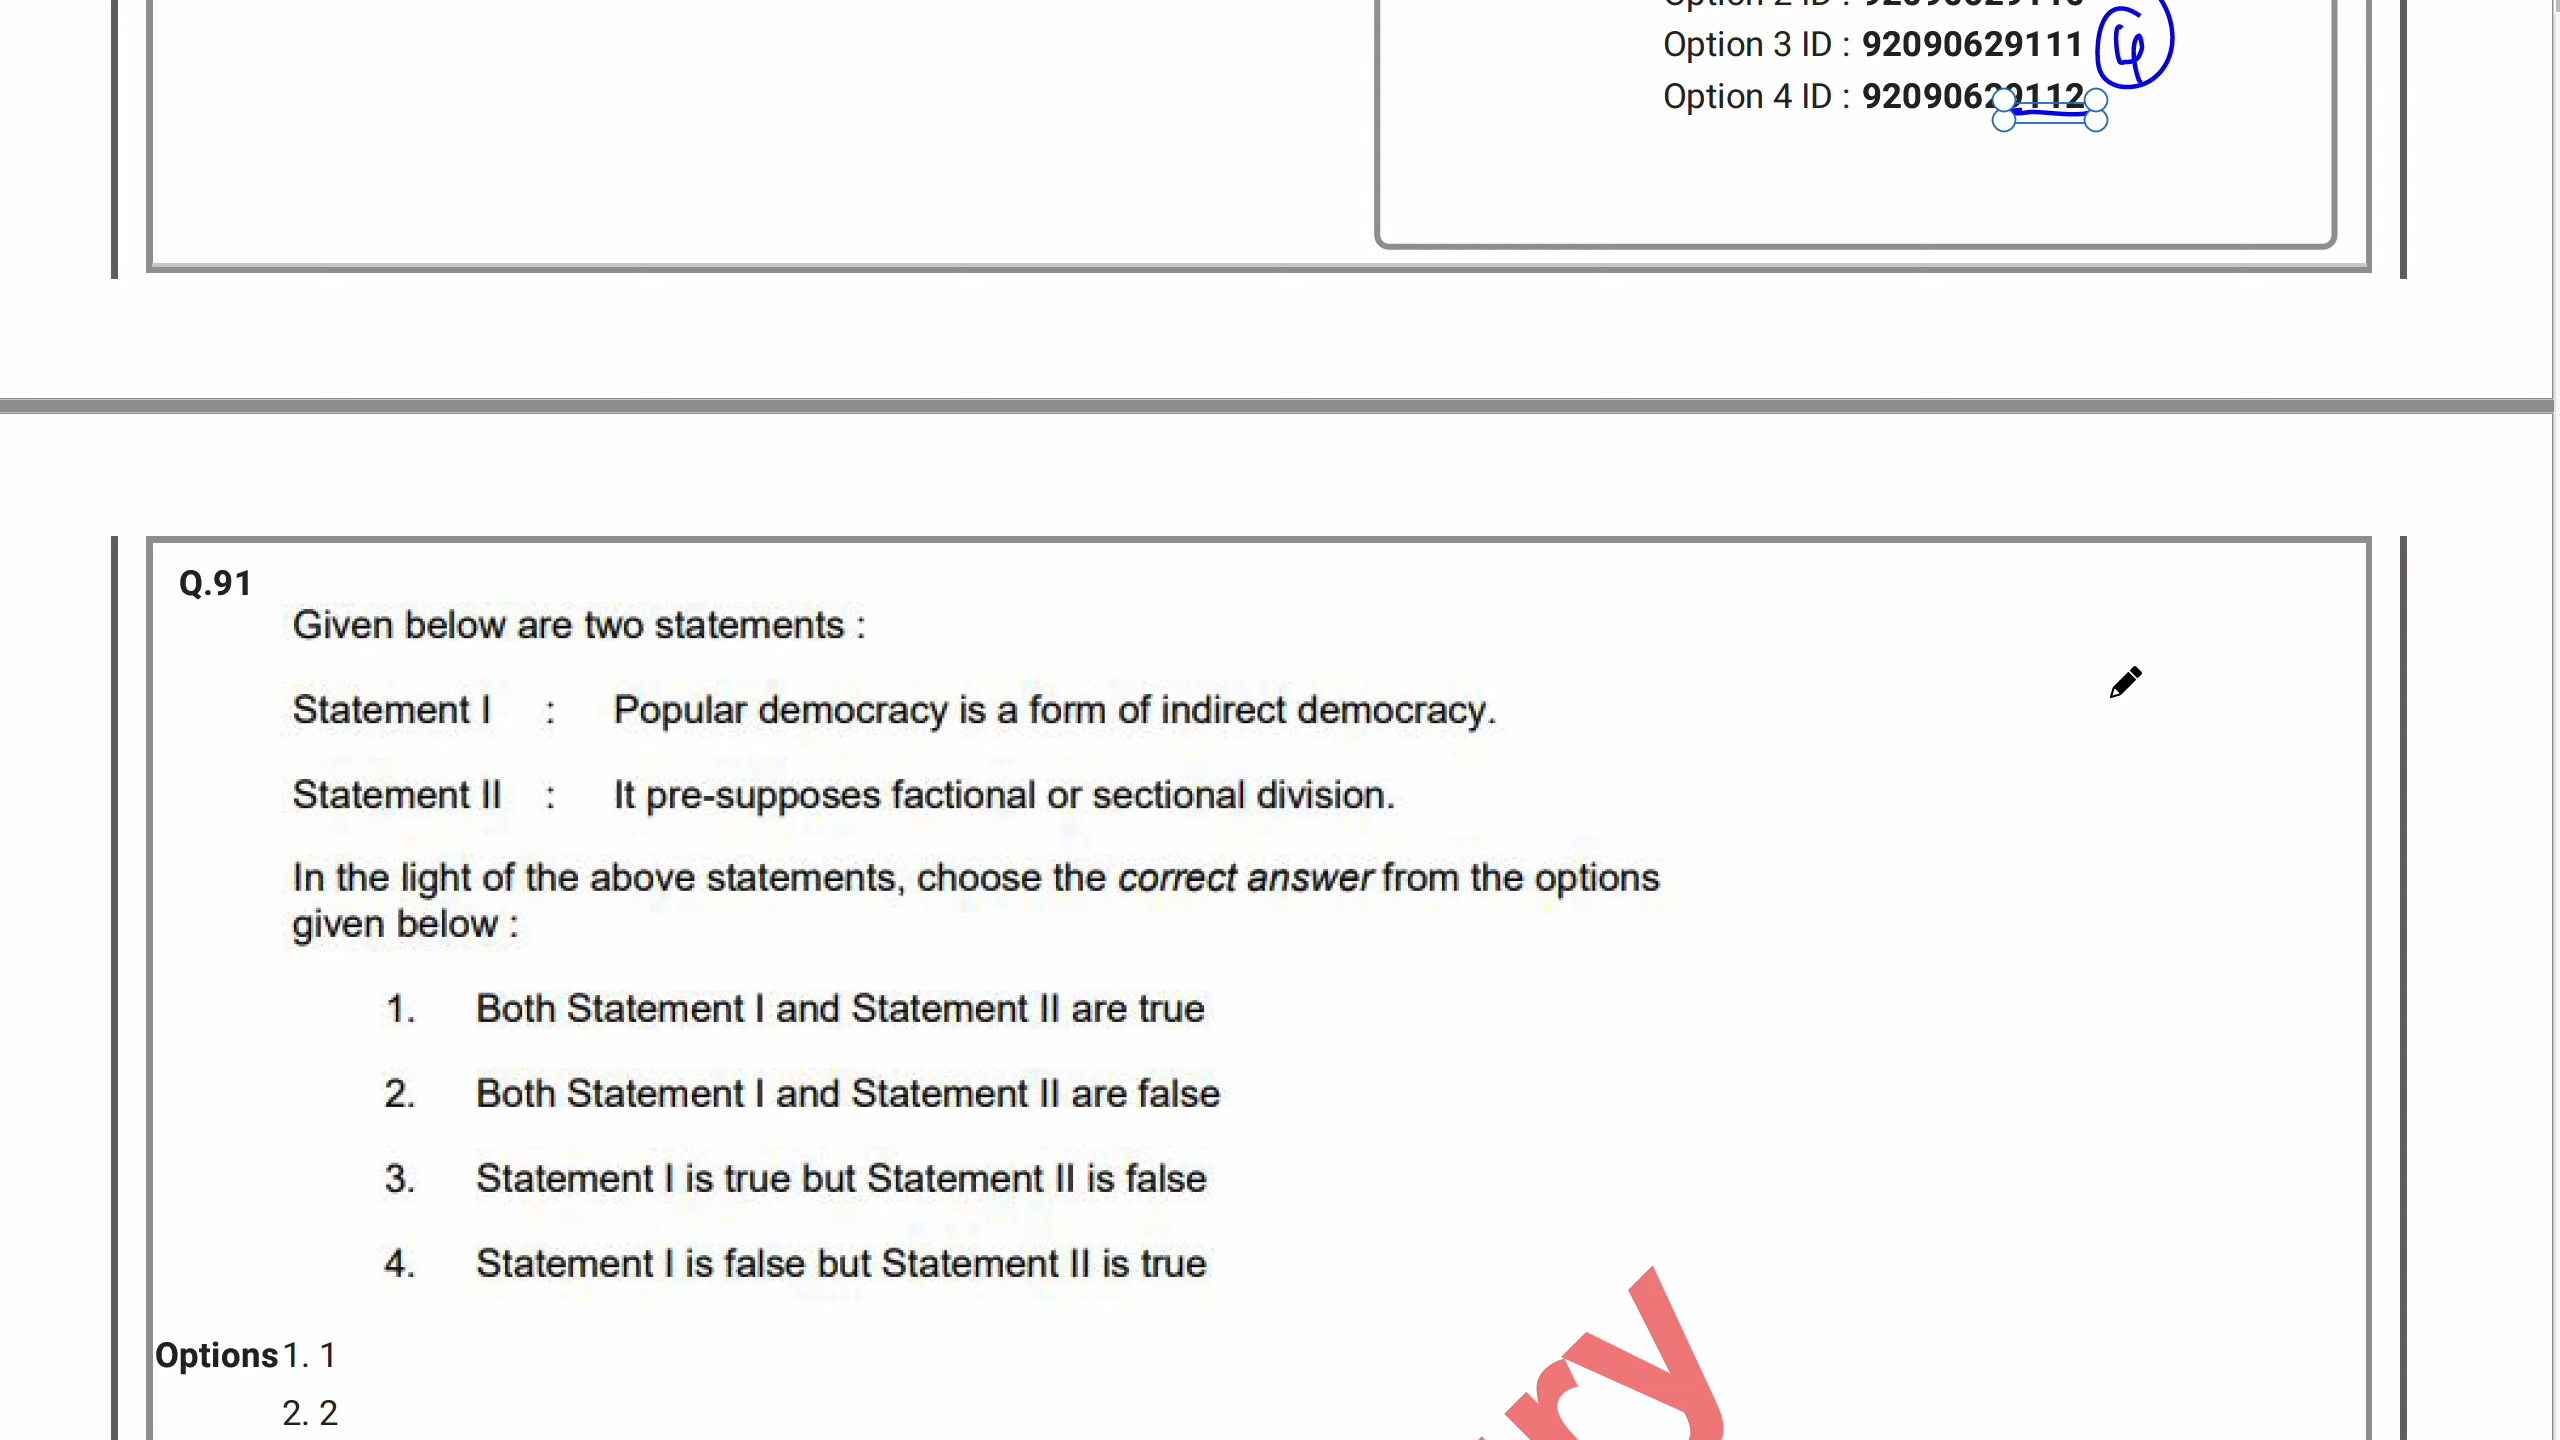 Option 3 ID : 92090629111 4
Option 4 ID : 92090629112
Q.91
Given below are two statements :
Statement I : Popular democracy is a form of indirect democracy.
Statement II : It pre-supposes factional or sectional division.
In the light of the above statements, choose the correct answer from the options
given below :
1. Both Statement I and Statement II are true
2. Both Statement I and Statement II are false
3. Statement I is true but Statement II is false
4. Statement I is false but Statement II is true
Options 1. 1
2. 2
ry